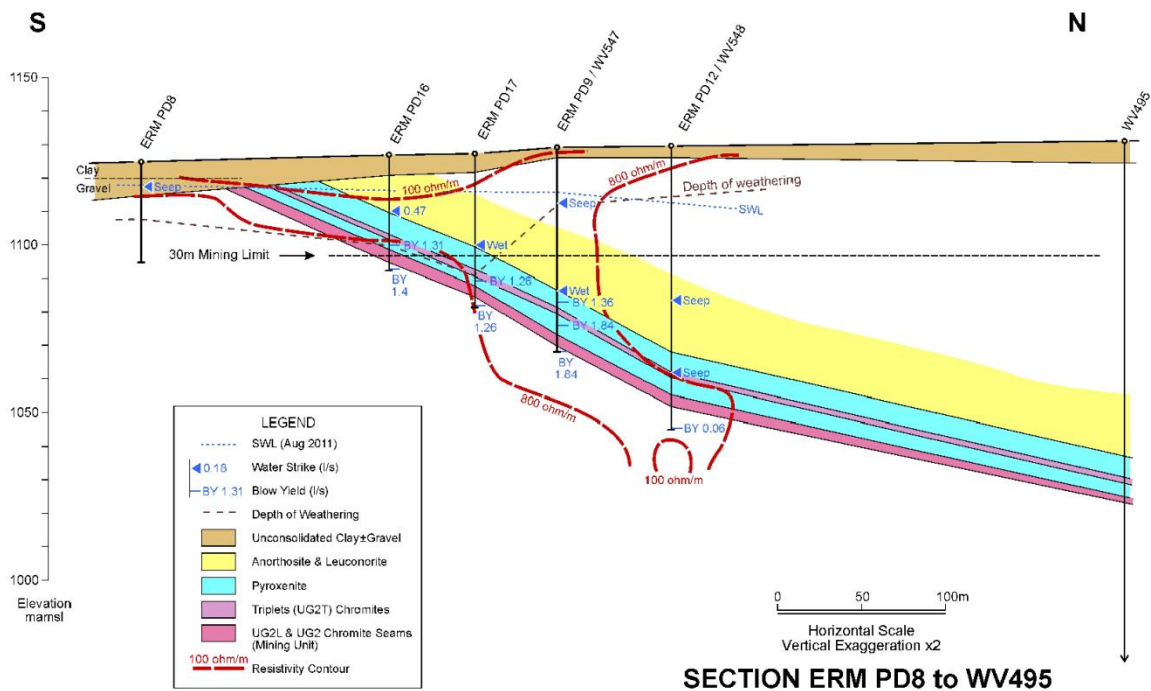 S
N
ERM PD8
ERM PD16
ERM PD17
ERM PD9 / WV547
ERM PD12 / WV548
WV495
1150
1100
1050
1000
Elevation
mamsl
Clay
Gravel
Seep
100 ohm/m
800 ohm/m
Depth of weathering
SWL
0.47
Seep
BY 1.31
Wet
30m Mining Limit
BY
1.4
BY 1.26
BY
1.26
Wet
BY 1.36
BY 1.84
BY
1.84
Seep
Seep
BY 0.06
800 ohm/m
100 ohm/m
LEGEND
SWL (Aug 2011)
0.18 Water Strike (l/s)
BY 1.31 Blow Yield (l/s)
Depth of Weathering
Unconsolidated Clay±Gravel
Anorthosite & Leuconorite
Pyroxenite
Triplets (UG2T) Chromites
UG2L & UG2 Chromite Seams
(Mining Unit)
100 ohm/m Resistivity Contour
0 50 100m
Horizontal Scale
Vertical Exaggeration x2
SECTION ERM PD8 to WV495